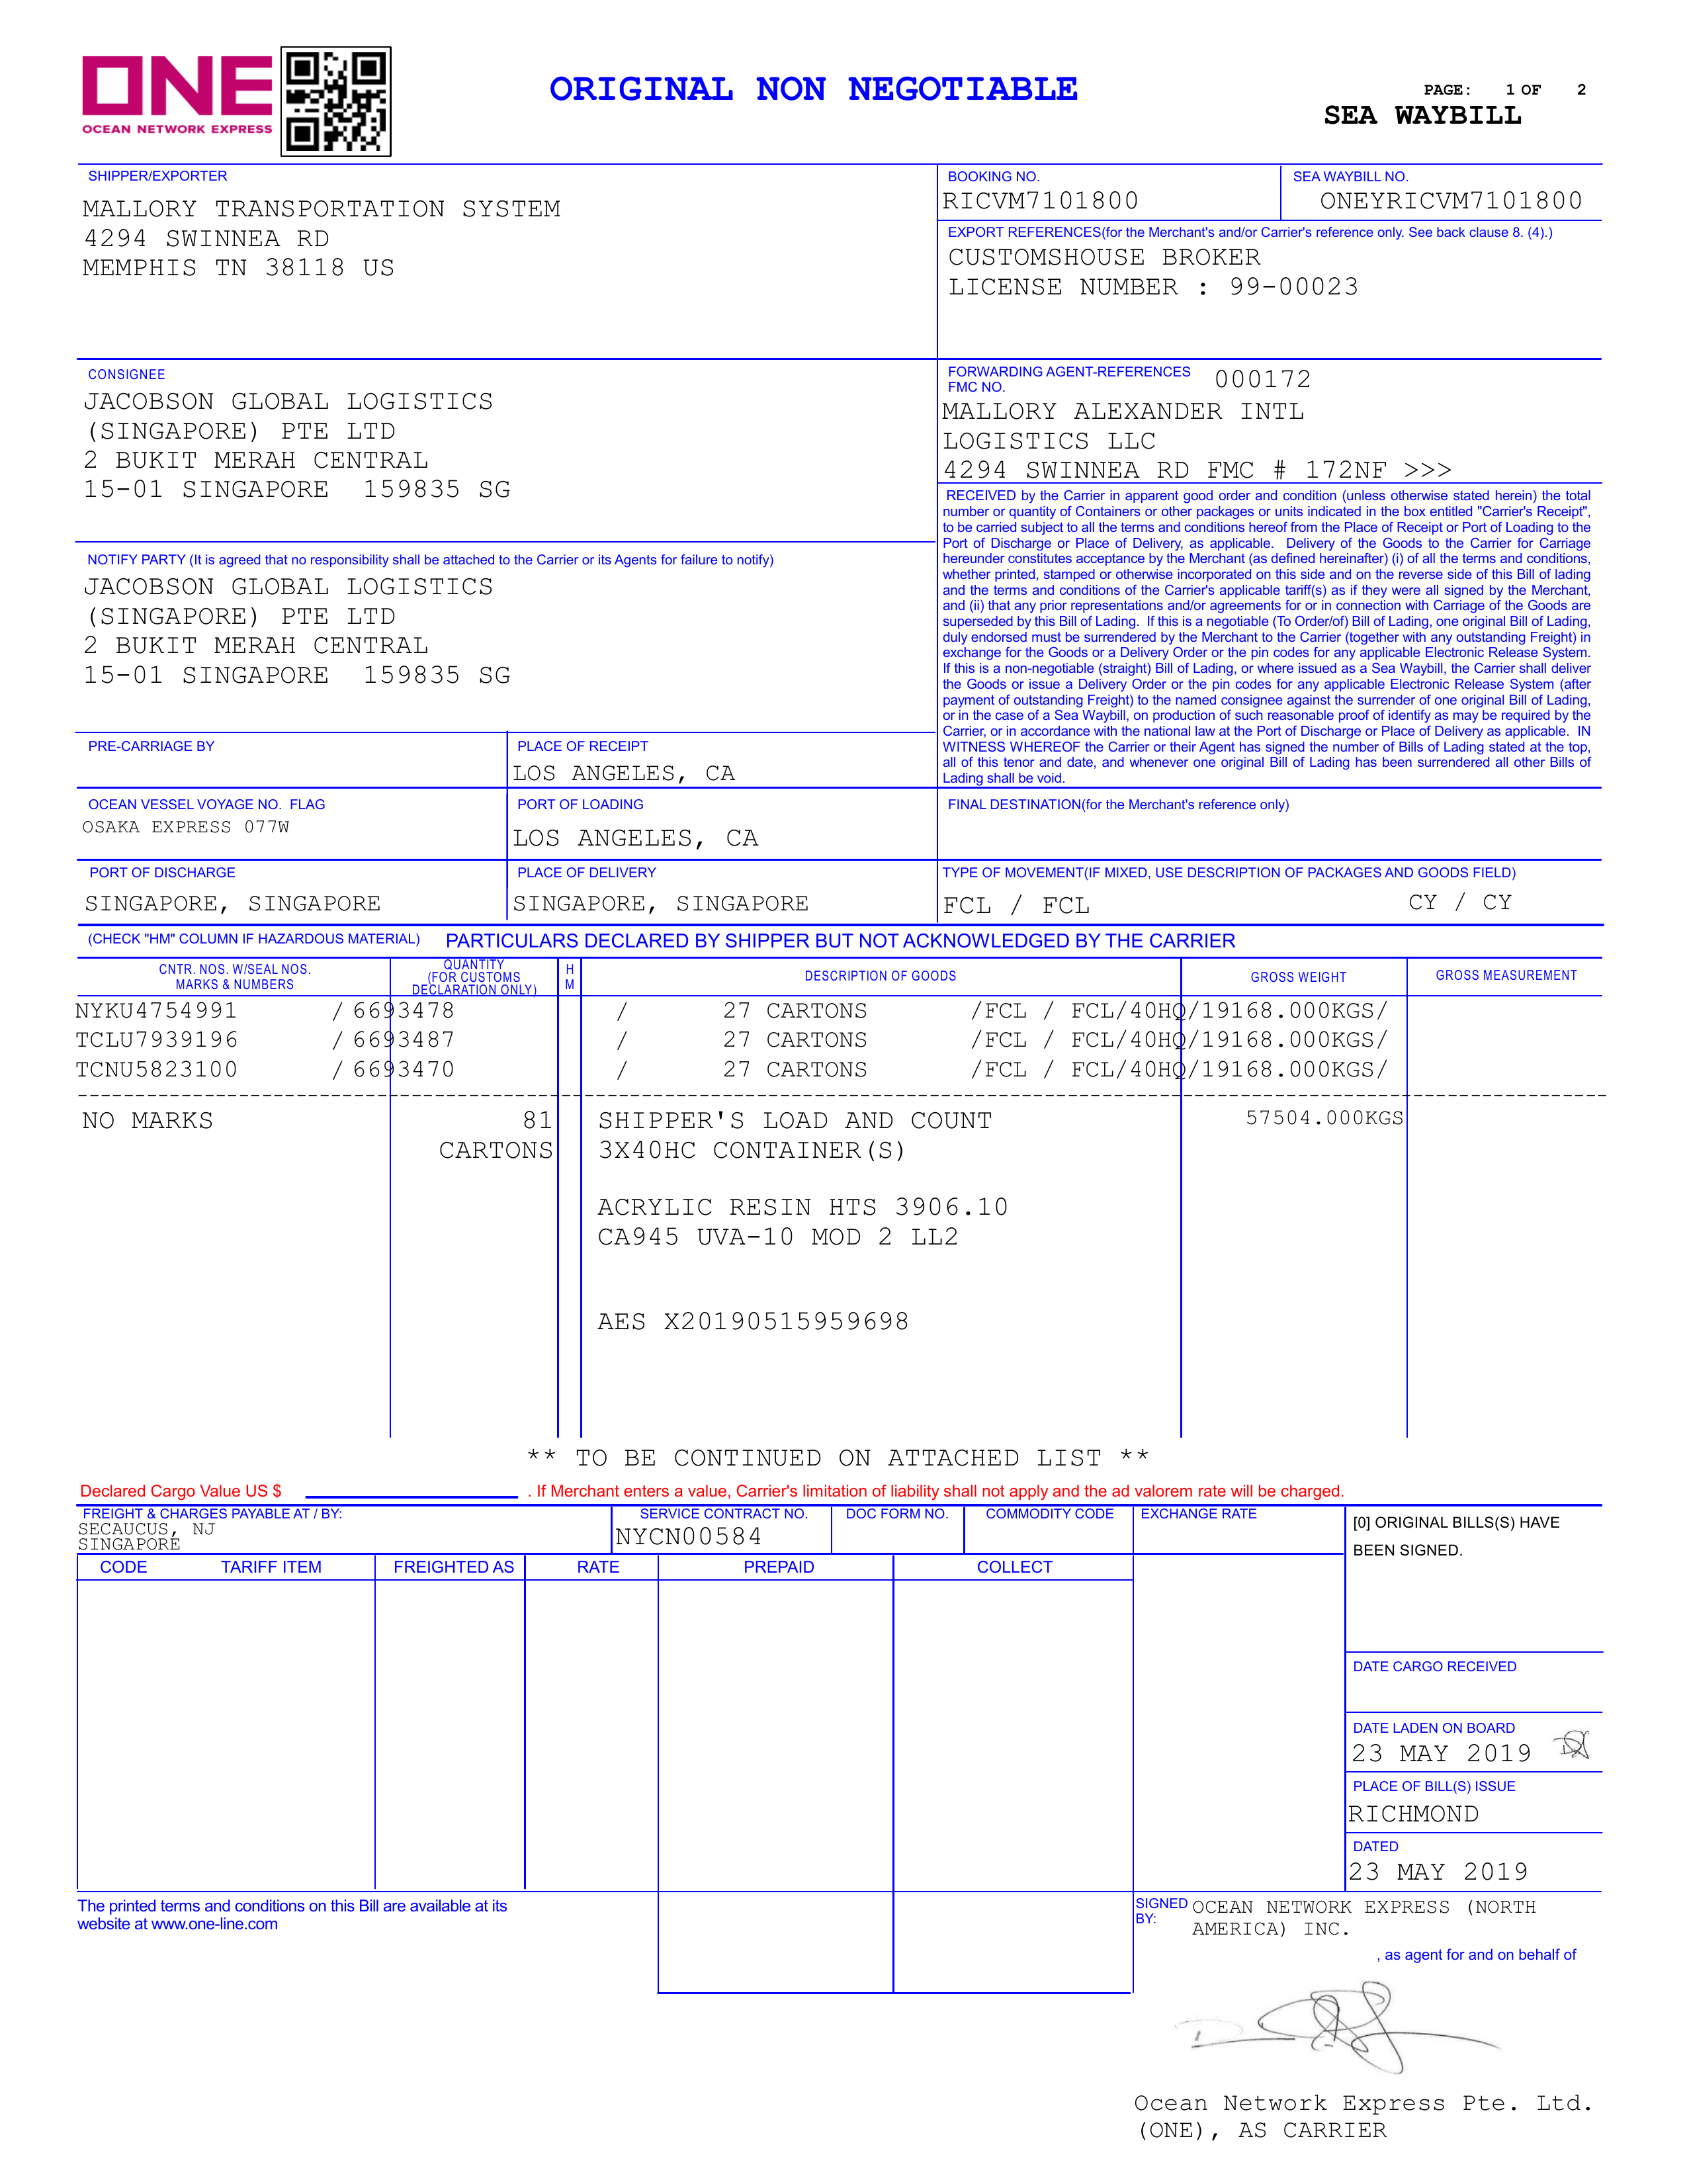 ONE
OCEAN NETWORK EXPRESS
ORIGINAL NON NEGOTIABLE
PAGE: 1 OF 2
SEA WAYBILL
SHIPPER/EXPORTER
MALLORY TRANSPORTATION SYSTEM
4294 SWINNEA RD
MEMPHIS TN 38118 US
BOOKING NO.
RICVM7101800
SEA WAYBILL NO.
ONEYRICVM7101800
EXPORT REFERENCES(for the Merchant's and/or Carrier's reference only. See back clause 8. (4).)
CUSTOMSHOUSE BROKER
LICENSE NUMBER : 99-00023
CONSIGNEE
JACOBSON GLOBAL LOGISTICS
(SINGAPORE) PTE LTD
2 BUKIT MERAH CENTRAL
15-01 SINGAPORE 159835 SG
FORWARDING AGENT-REFERENCES
FMC NO.
000172
MALLORY ALEXANDER INTL
LOGISTICS LLC
4294 SWINNEA RD FMC # 172NF >>>
NOTIFY PARTY (It is agreed that no responsibility shall be attached to the Carrier or its Agents for failure to notify)
JACOBSON GLOBAL LOGISTICS
(SINGAPORE) PTE LTD
2 BUKIT MERAH CENTRAL
15-01 SINGAPORE 159835 SG
RECEIVED by the Carrier in apparent good order and condition (unless otherwise stated herein) the total
number or quantity of Containers or other packages or units indicated in the box entitled "Carrier's Receipt",
to be carried subject to all the terms and conditions hereof from the Place of Receipt or Port of Loading to the
Port of Discharge or Place of Delivery, as applicable. Delivery of the Goods to the Carrier for Carriage
hereunder constitutes acceptance by the Merchant (as defined hereinafter) (i) of all the terms and conditions,
whether printed, stamped or otherwise incorporated on this side and on the reverse side of this Bill of lading
and the terms and conditions of the Carrier's applicable tariff(s) as if they were all signed by the Merchant,
and (ii) that any prior representations and/or agreements for or in connection with Carriage of the Goods are
superseded by this Bill of Lading. If this is a negotiable (To Order/of) Bill of Lading, one original Bill of Lading,
duly endorsed must be surrendered by the Merchant to the Carrier (together with any outstanding Freight) in
exchange for the Goods or a Delivery Order or the pin codes for any applicable Electronic Release System.
If this is a non-negotiable (straight) Bill of Lading, or where issued as a Sea Waybill, the Carrier shall deliver
the Goods or issue a Delivery Order or the pin codes for any applicable Electronic Release System (after
payment of outstanding Freight) to the named consignee against the surrender of one original Bill of Lading,
or in the case of a Sea Waybill, on production of such reasonable proof of identify as may be required by the
Carrier, or in accordance with the national law at the Port of Discharge or Place of Delivery as applicable. IN
WITNESS WHEREOF the Carrier or their Agent has signed the number of Bills of Lading stated at the top,
all of this tenor and date, and whenever one original Bill of Lading has been surrendered all other Bills of
Lading shall be void.
PRE-CARRIAGE BY
PLACE OF RECEIPT
LOS ANGELES, CA
OCEAN VESSEL VOYAGE NO. FLAG
OSAKA EXPRESS 077W
PORT OF LOADING
LOS ANGELES, CA
FINAL DESTINATION(for the Merchant's reference only)
PORT OF DISCHARGE
SINGAPORE, SINGAPORE
PLACE OF DELIVERY
SINGAPORE, SINGAPORE
TYPE OF MOVEMENT(IF MIXED, USE DESCRIPTION OF PACKAGES AND GOODS FIELD)
FCL / FCL CY / CY
(CHECK "HM" COLUMN IF HAZARDOUS MATERIAL) PARTICULARS DECLARED BY SHIPPER BUT NOT ACKNOWLEDGED BY THE CARRIER
CNTR. NOS. W/SEAL NOS.
MARKS & NUMBERS
QUANTITY
(FOR CUSTOMS
DECLARATION ONLY)
H
M
DESCRIPTION OF GOODS
GROSS WEIGHT
GROSS MEASUREMENT
NYKU4754991 / 6693478 / 27 CARTONS /FCL / FCL/40HQ/19168.000KGS/
TCLU7939196 / 6693487 / 27 CARTONS /FCL / FCL/40HQ/19168.000KGS/
TCNU5823100 / 6693470 / 27 CARTONS /FCL / FCL/40HQ/19168.000KGS/
NO MARKS 81 SHIPPER'S LOAD AND COUNT 57504.000KGS
CARTONS 3X40HC CONTAINER(S)
ACRYLIC RESIN HTS 3906.10
CA945 UVA-10 MOD 2 LL2
AES X20190515959698
** TO BE CONTINUED ON ATTACHED LIST **
Declared Cargo Value US $ . If Merchant enters a value, Carrier's limitation of liability shall not apply and the ad valorem rate will be charged.
FREIGHT & CHARGES PAYABLE AT / BY:
SECAUCUS, NJ
SINGAPORE
SERVICE CONTRACT NO.
NYCN00584
DOC FORM NO.
COMMODITY CODE
EXCHANGE RATE
[0] ORIGINAL BILLS(S) HAVE
BEEN SIGNED.
CODE TARIFF ITEM FREIGHTED AS RATE PREPAID COLLECT
DATE CARGO RECEIVED
DATE LADEN ON BOARD
23 MAY 2019
PLACE OF BILL(S) ISSUE
RICHMOND
DATED
23 MAY 2019
The printed terms and conditions on this Bill are available at its
website at www.one-line.com
SIGNED
BY:
OCEAN NETWORK EXPRESS (NORTH
AMERICA) INC.
, as agent for and on behalf of
Ocean Network Express Pte. Ltd.
(ONE), AS CARRIER